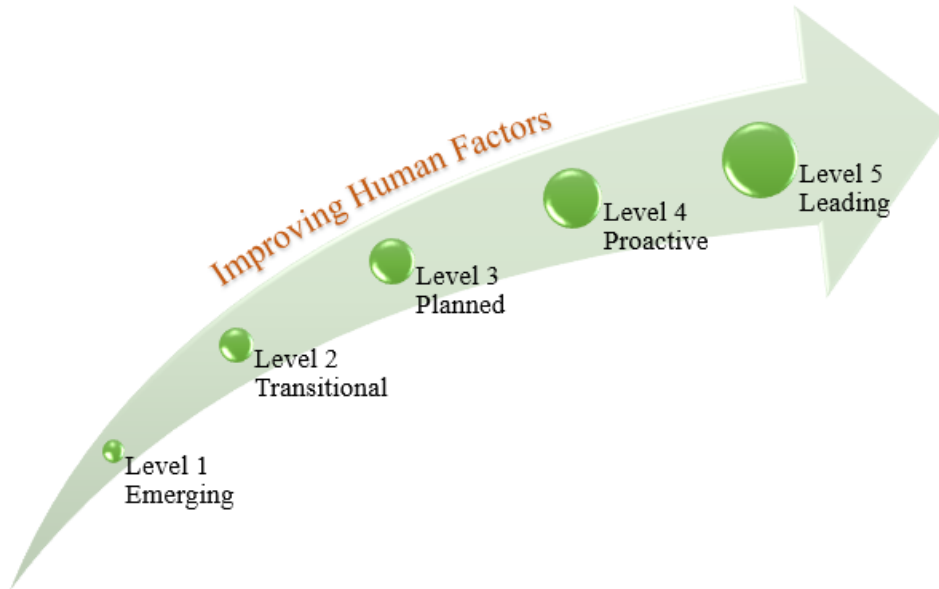 Improving Human Factors
Level 1
Emerging
Level 2
Transitional
Level 3
Planned
Level 4
Proactive
Level 5
Leading